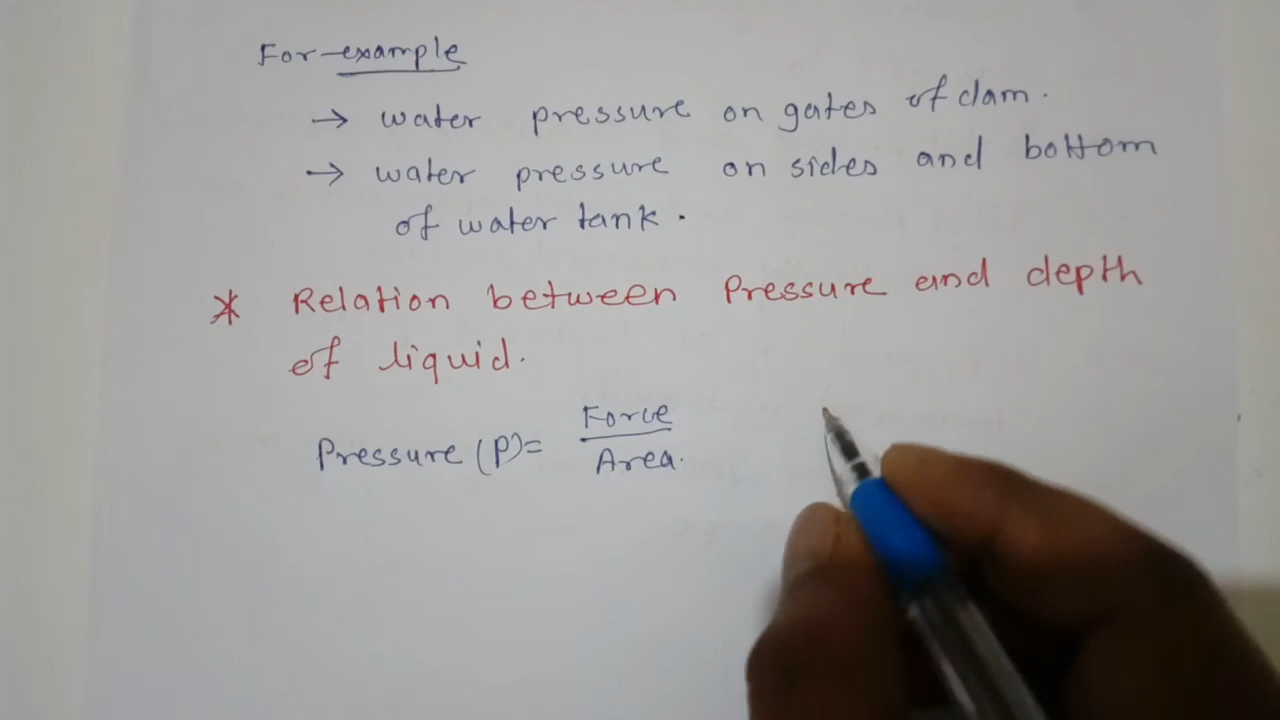 For-example
→ water pressure on gates of dam.
→ water pressure on sides and bottom
of water tank.
* Relation between Pressure and depth
of liquid.
Pressure (P) = Force
Area.